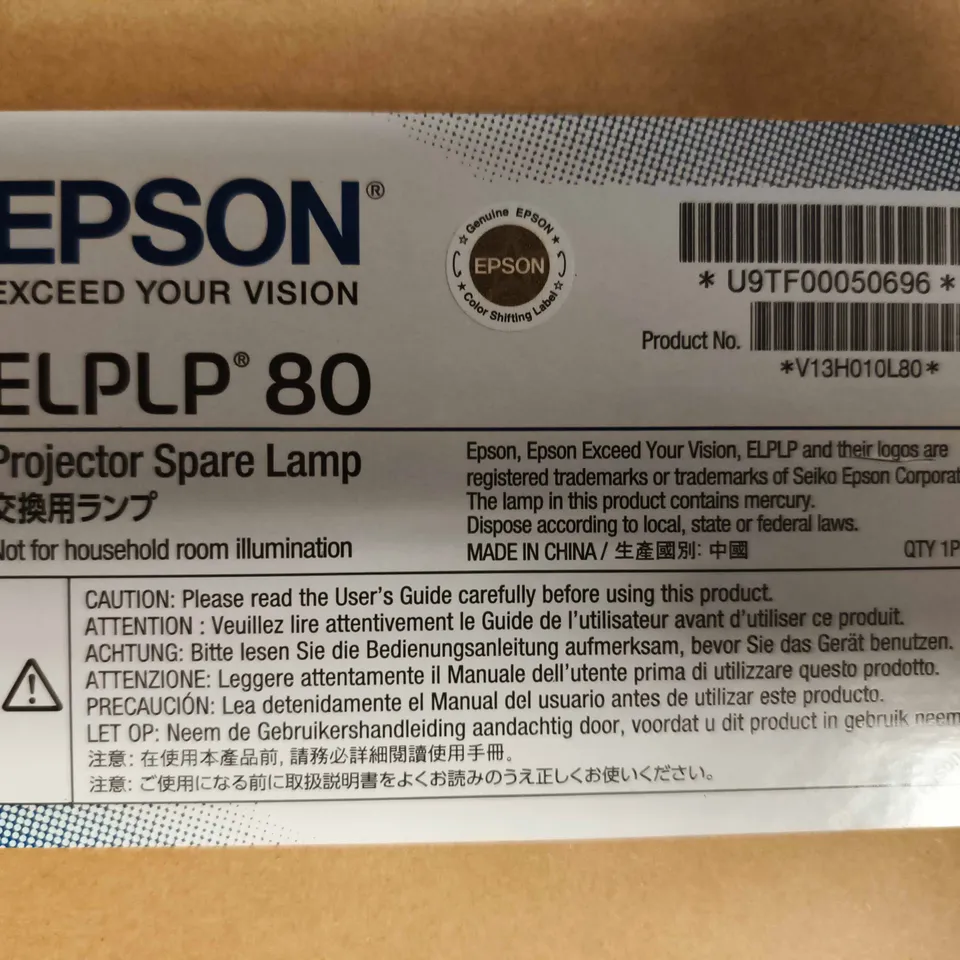 EPSON®
EXCEED YOUR VISION
ELPLP® 80
Projector Spare Lamp
交換用ランプ
Not for household room illumination
☆ Genuine EPSON ★
EPSON
★ Color Shifting Label ☆
* U9TF00050696 *
Product No.
*V13H010L80*
Epson, Epson Exceed Your Vision, ELPLP and their logos are
registered trademarks or trademarks of Seiko Epson Corporat
The lamp in this product contains mercury.
Dispose according to local, state or federal laws.
MADE IN CHINA / 生產國別: 中國
QTY 1P
CAUTION: Please read the User's Guide carefully before using this product.
ATTENTION : Veuillez lire attentivement le Guide de l'utilisateur avant d'utiliser ce produit.
ACHTUNG: Bitte lesen Sie die Bedienungsanleitung aufmerksam, bevor Sie das Gerät benutzen.
ATTENZIONE: Leggere attentamente il Manuale dell'utente prima di utilizzare questo prodotto.
PRECAUCIÓN: Lea detenidamente el Manual del usuario antes de utilizar este producto.
LET OP: Neem de Gebruikershandleiding aandachtig door, voordat u dit product in gebruik neem
注意: 在使用本產品前, 請務必詳細閱讀使用手冊。
注意: ご使用になる前に取扱説明書をよくお読みのうえ正しくお使いください。